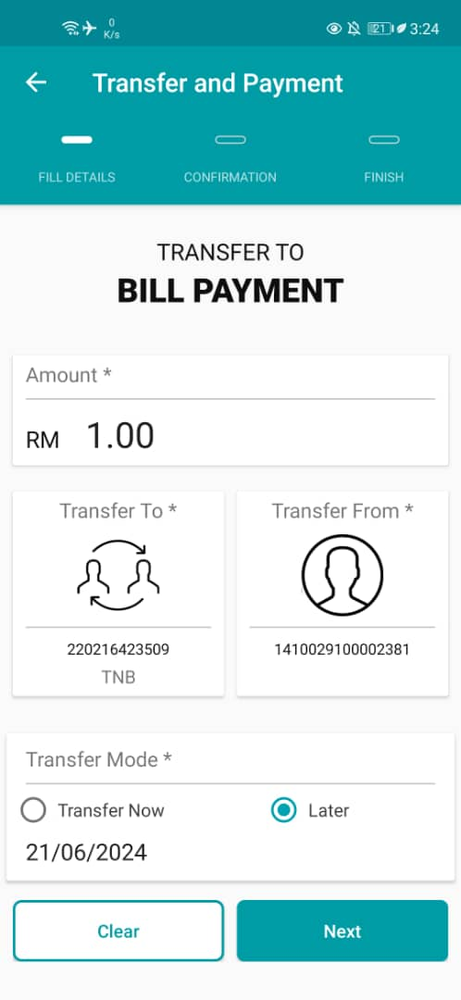 0
K/s
21
3:24
Transfer and Payment
FILL DETAILS
CONFIRMATION
FINISH
TRANSFER TO
BILL PAYMENT
Amount *
RM 1.00
Transfer To *
Transfer From *
220216423509
1410029100002381
TNB
Transfer Mode *
Transfer Now
Later
21/06/2024
Clear
Next